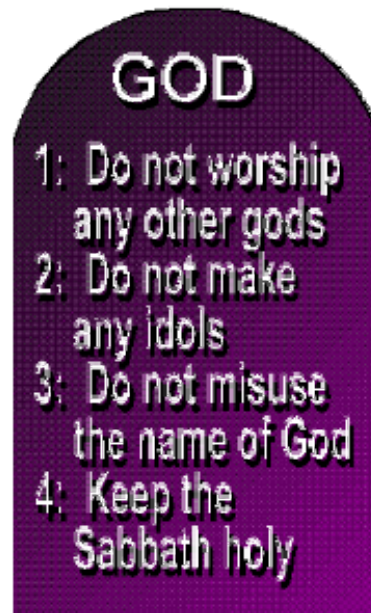 GOD
1: Do not worship
any other gods
2: Do not make
any idols
3: Do not misuse
the name of God
4: Keep the
Sabbath holy